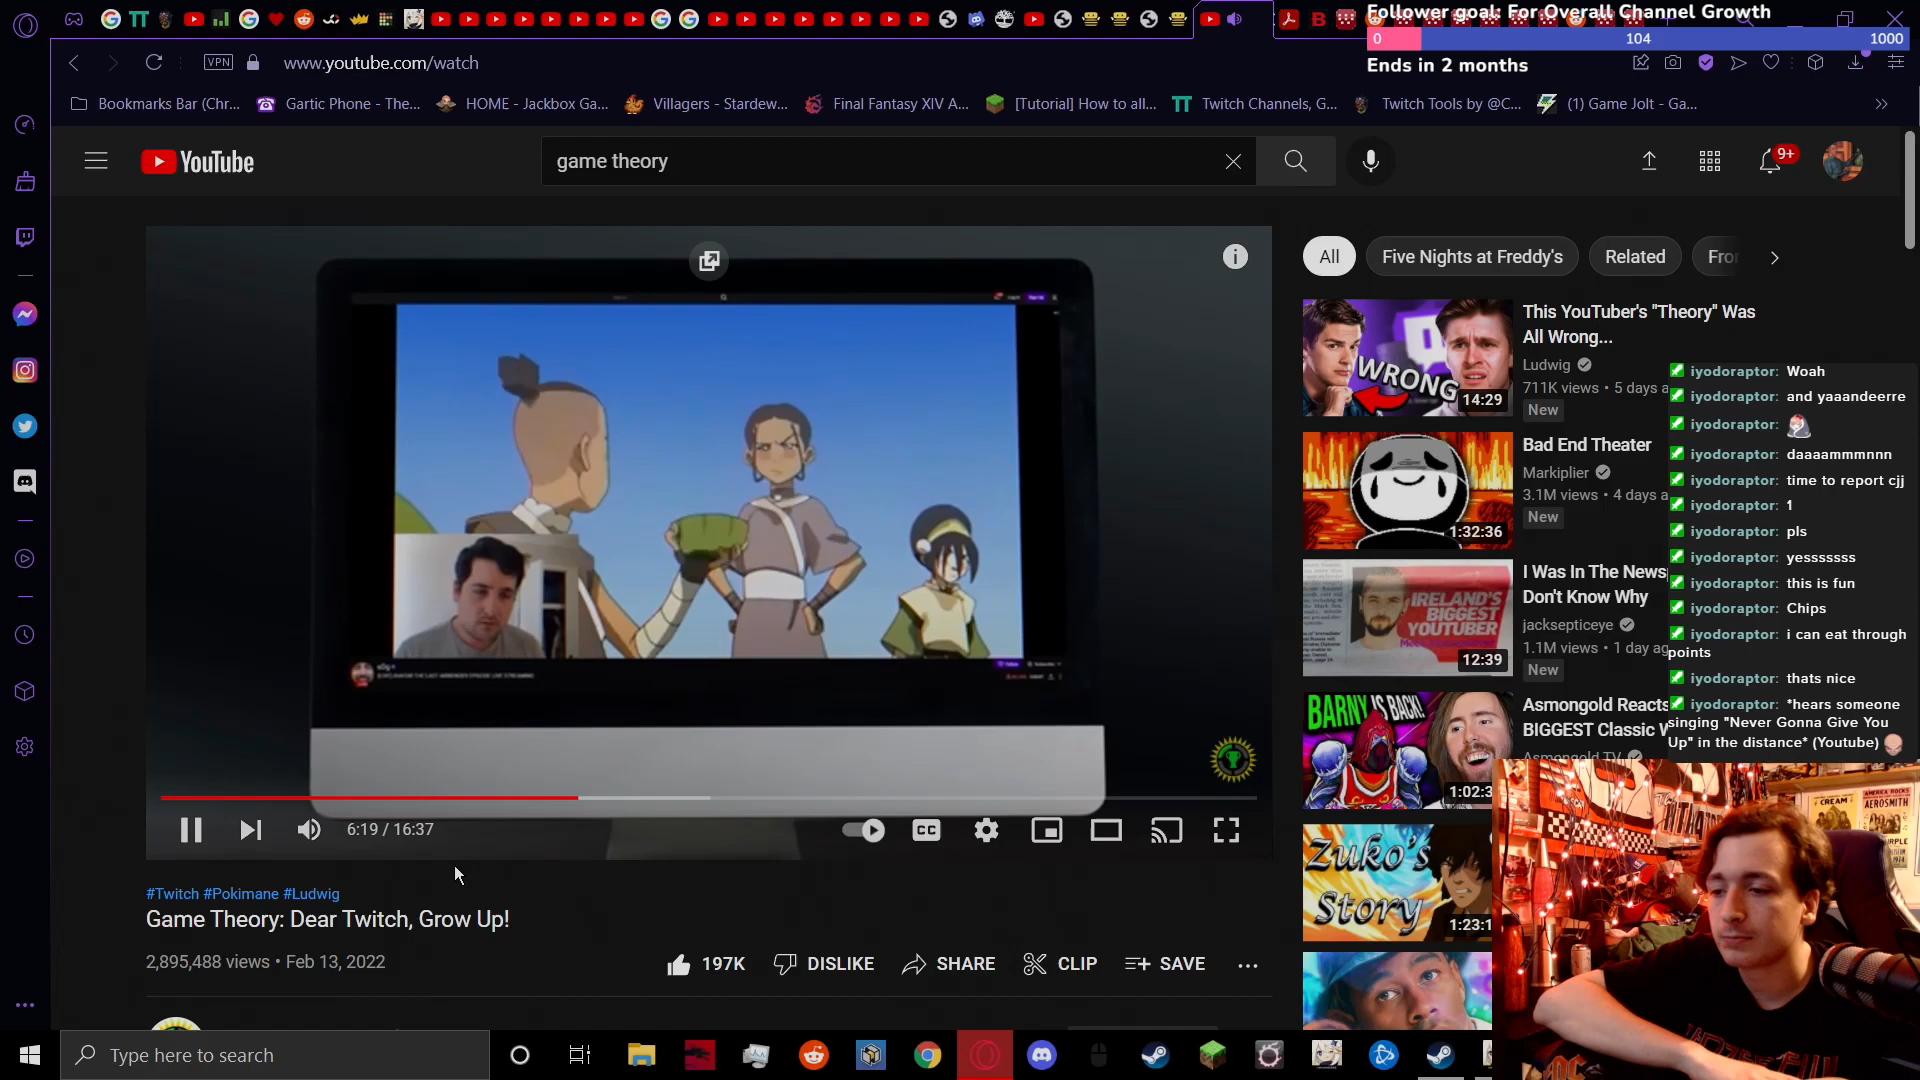 Follower goal: For Overall Channel Growth
0 104 1000
Ends in 2 months
VPN www.youtube.com/watch
Bookmarks Bar (Chr... Gartic Phone - The... HOME - Jackbox Ga... Villagers - Stardew... Final Fantasy XIV A... [Tutorial] How to all... Twitch Channels, G... Twitch Tools by @C... (1) Game Jolt - Ga...
YouTube
game theory
9+
All Five Nights at Freddy's Related
This YouTuber's "Theory" Was
All Wrong...
Ludwig
711K views • 5 days a
New
WRONG
14:29
Bad End Theater
Markiplier
3.1M views • 4 days a
New
1:32:36
I Was In The News
Don't Know Why
jacksepticeye
1.1M views • 1 day ag
New
IRELAND'S
BIGGEST
YOUTUBER
12:39
Asmongold Reacts
BIGGEST Classic
Asmongold TV
BARNY IS BACK!
1:02:3
Zuko's
Story
1:23:1
iyodoraptor: Woah
iyodoraptor: and yaaandeerre
iyodoraptor:
iyodoraptor: daaaammmnnn
iyodoraptor: time to report cjj
iyodoraptor: 1
iyodoraptor: pls
iyodoraptor: yesssssss
iyodoraptor: this is fun
iyodoraptor: Chips
iyodoraptor: i can eat through
points
iyodoraptor: thats nice
iyodoraptor: *hears someone
singing "Never Gonna Give You
Up" in the distance* (Youtube)
6:19 / 16:37
CC
#Twitch #Pokimane #Ludwig
Game Theory: Dear Twitch, Grow Up!
2,895,488 views • Feb 13, 2022
197K DISLIKE SHARE CLIP SAVE
CREAM
AMERICA ROCKS
AEROSMITH
Type here to search